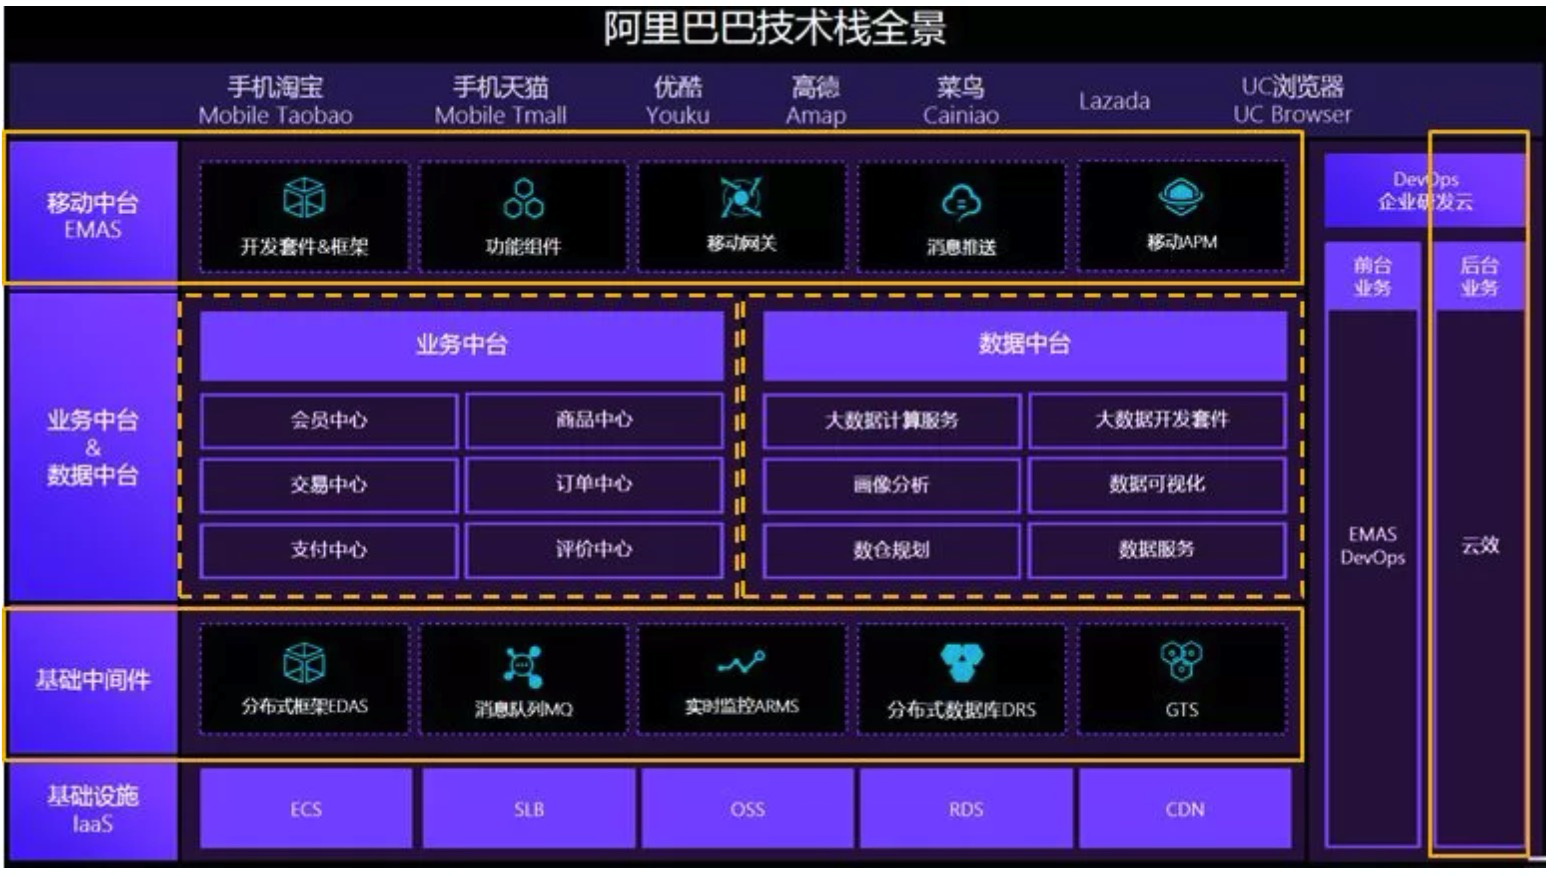 阿里巴巴技术栈全景
手机淘宝
Mobile Taobao
手机天猫
Mobile Tmall
优酷
Youku
高德
Amap
菜鸟
Cainiao
Lazada
UC浏览器
UC Browser
移动中台
EMAS
开发套件&框架
功能组件
移动网关
消息推送
移动APM
业务中台
&
数据中台
业务中台
会员中心
商品中心
交易中心
订单中心
支付中心
评价中心
数据中台
大数据计算服务
大数据开发套件
画像分析
数据可视化
数仓规划
数据服务
基础中间件
分布式框架EDAS
消息队列MQ
实时监控ARMS
分布式数据库DRS
GTS
基础设施
IaaS
ECS
SLB
OSS
RDS
CDN
DevOps
企业研发云
前台
业务
EMAS
DevOps
后台
业务
云效